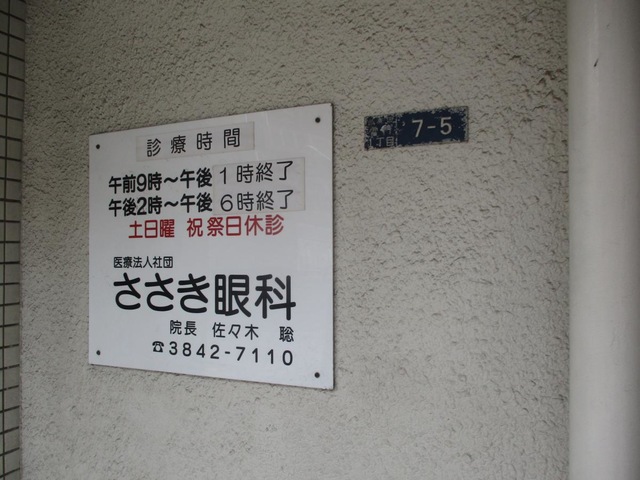 診療時間
午前9時～午後1時終了
午後2時～午後6時終了
土日曜 祝祭日休診
医療法人社団
ささき眼科
院長 佐々木 聡
☎3842-7110
7-5
丁目